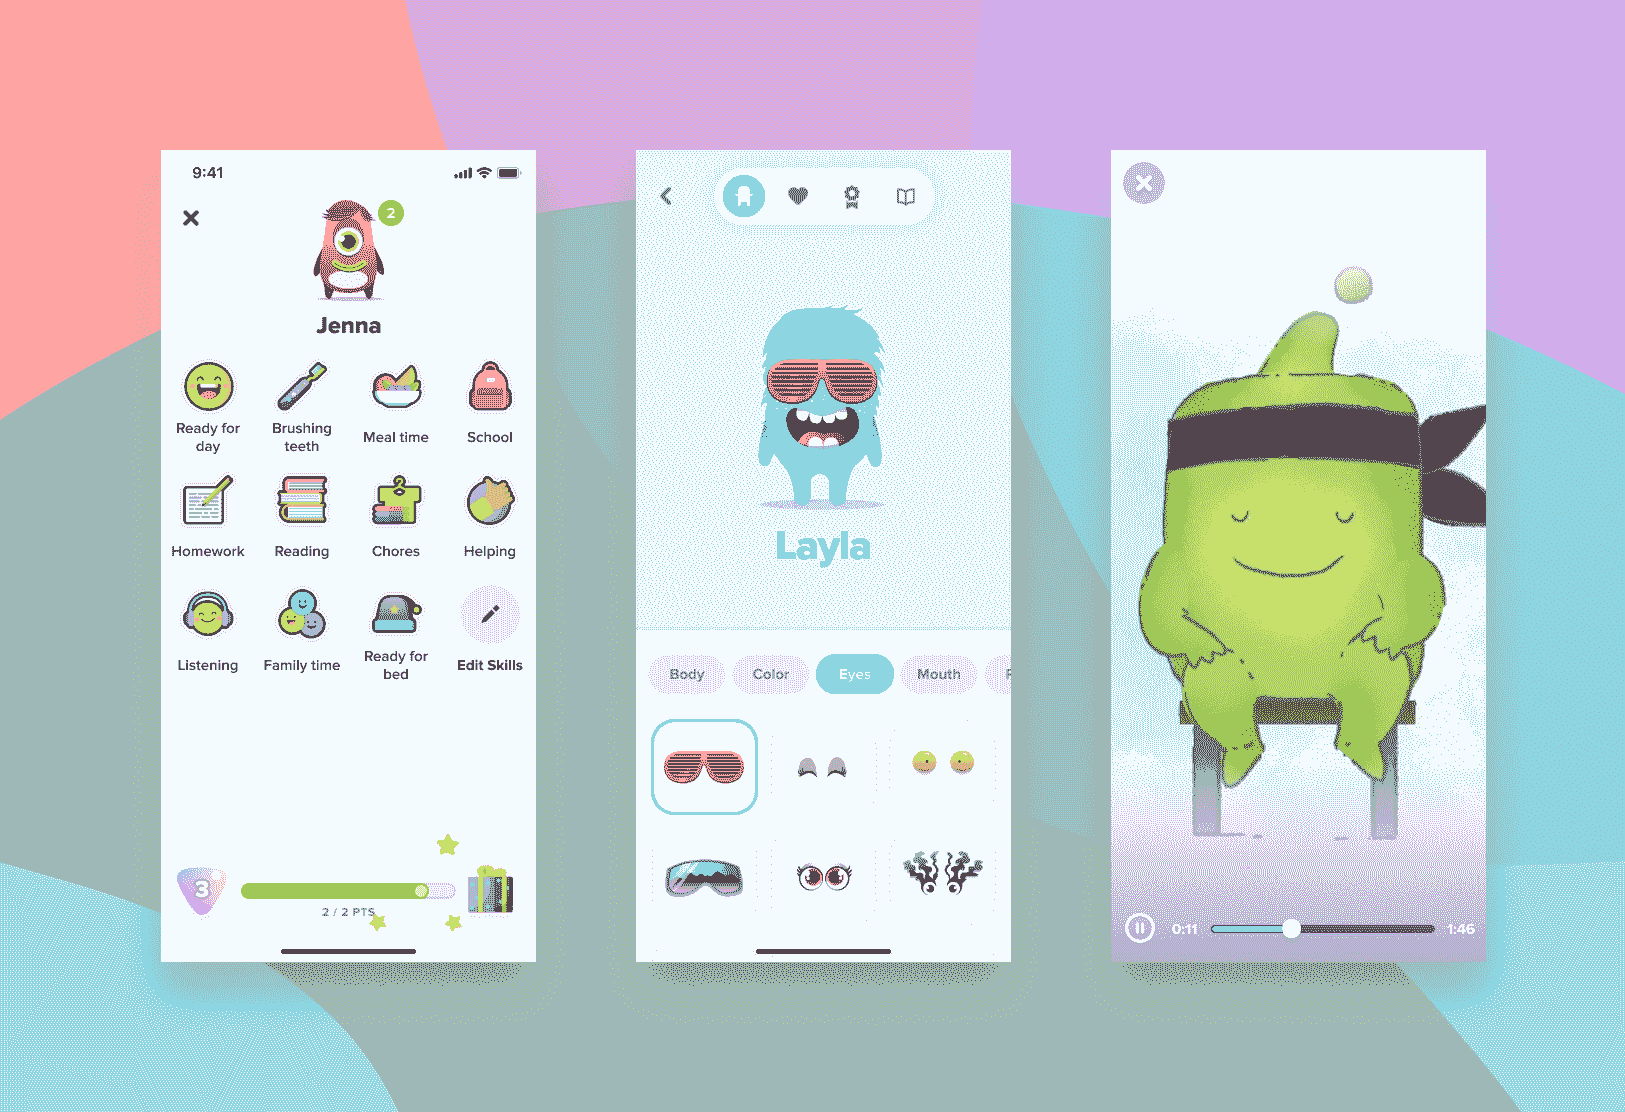 9:41
2
Jenna
Ready for
day
Brushing
teeth
Meal time
School
Homework
Reading
Chores
Helping
Listening
Family time
Ready for
bed
Edit Skills
3
2 / 2 PTS
Layla
Body
Color
Eyes
Mouth
0:11
1:46